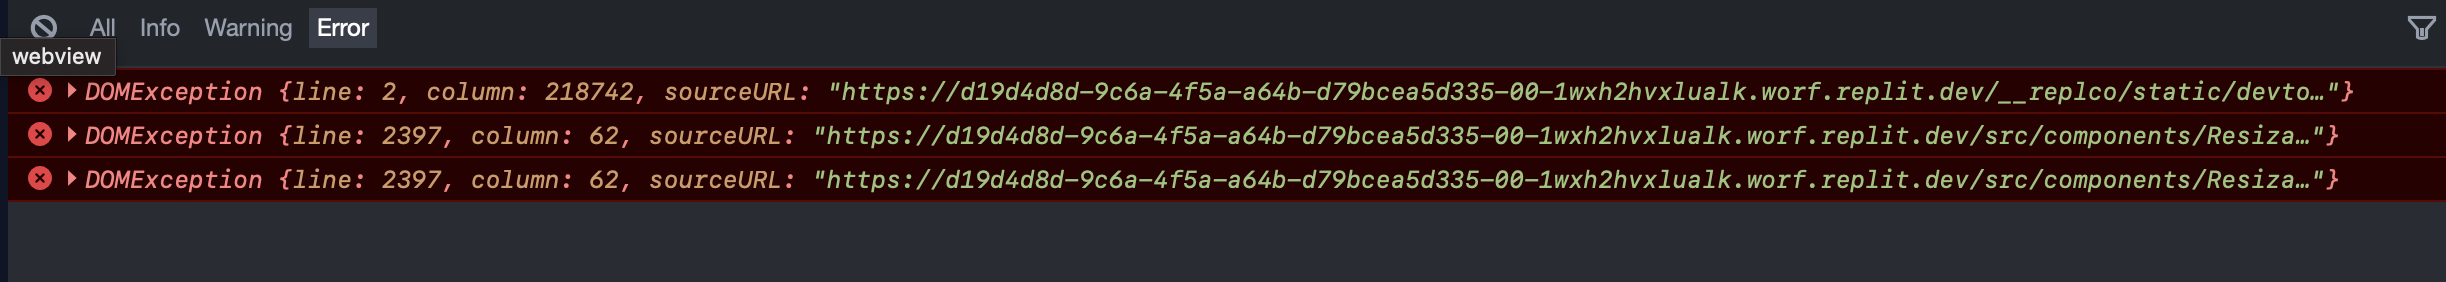 All Info Warning Error
webview
DOMException {line: 2, column: 218742, sourceURL: "https://d19d4d8d-9c6a-4f5a-a64b-d79bcea5d335-00-1wxh2hvxlualk.worf.replit.dev/__replco/static/devto…"}
DOMException {line: 2397, column: 62, sourceURL: "https://d19d4d8d-9c6a-4f5a-a64b-d79bcea5d335-00-1wxh2hvxlualk.worf.replit.dev/src/components/Resiza…"}
DOMException {line: 2397, column: 62, sourceURL: "https://d19d4d8d-9c6a-4f5a-a64b-d79bcea5d335-00-1wxh2hvxlualk.worf.replit.dev/src/components/Resiza…"}